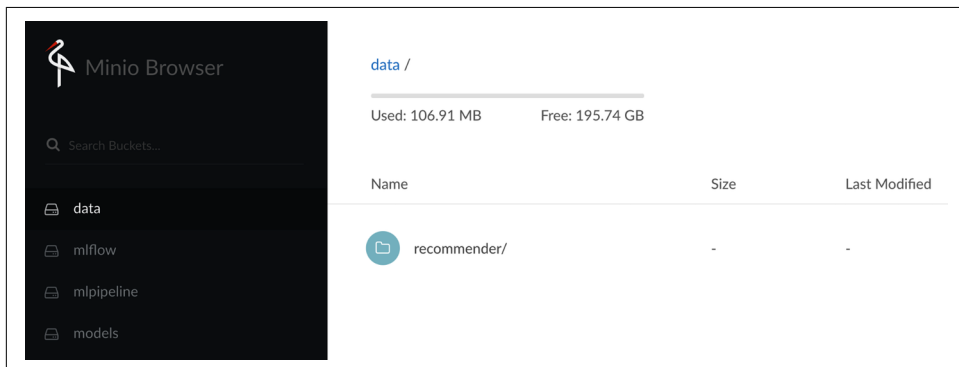 Minio Browser
Search Buckets...
data
mlflow
mlpipeline
models
data /
Used: 106.91 MB Free: 195.74 GB
Name Size Last Modified
recommender/ - -